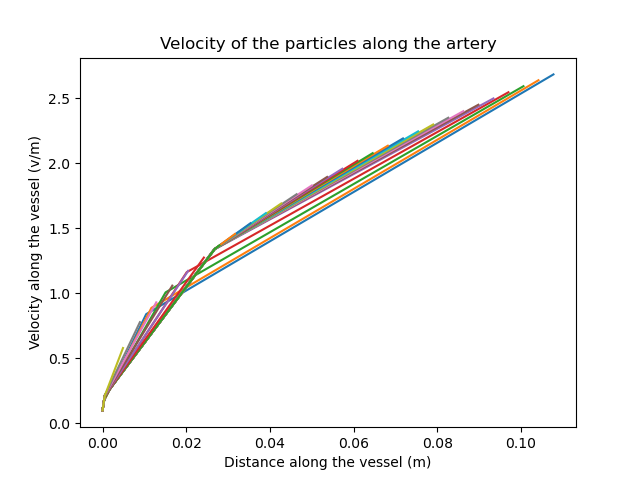 Velocity of the particles along the artery
Velocity along the vessel (v/m)
2.5
2.0
1.5
1.0
0.5
0.0
0.00 0.02 0.04 0.06 0.08 0.10
Distance along the vessel (m)